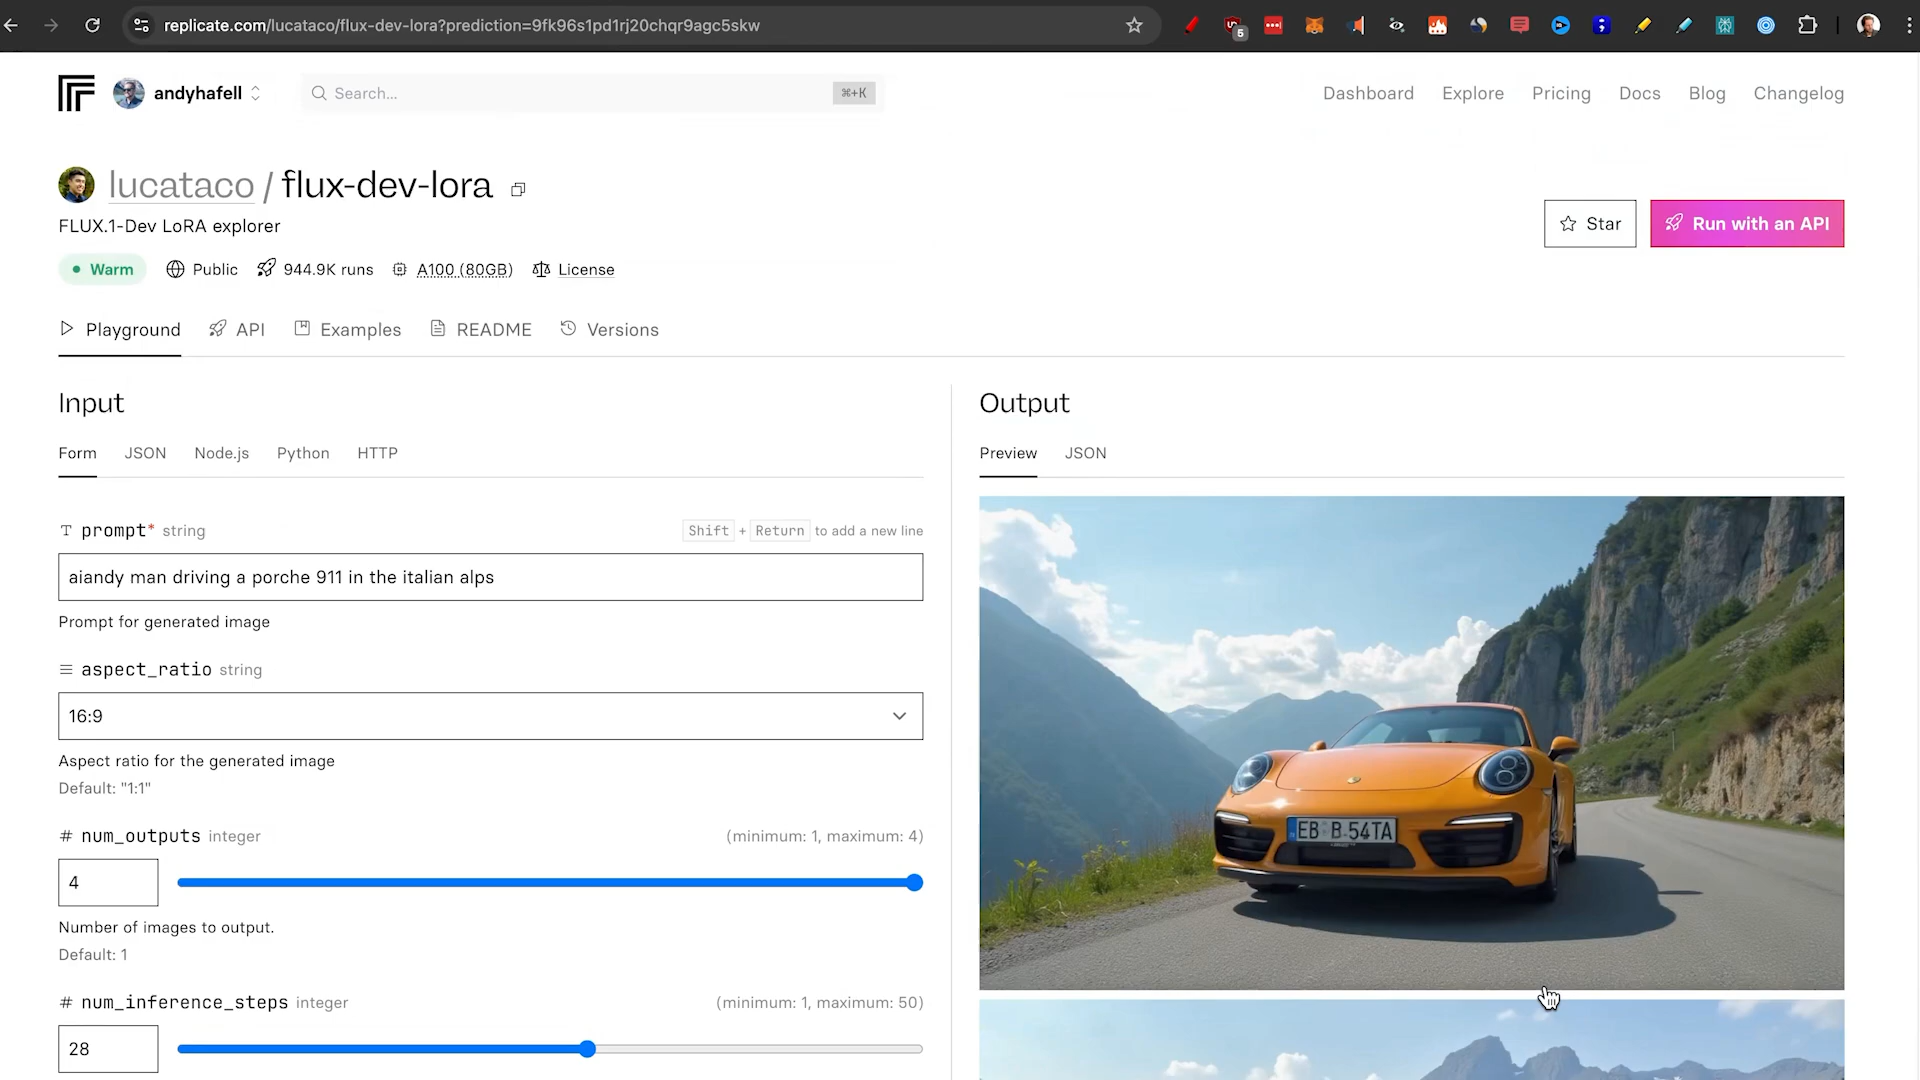 replicate.com/lucataco/flux-dev-lora?prediction=9fk96s1pd1rj20chqr9agc5skw
5
andyhafell
Search...
⌘+K
Dashboard
Explore
Pricing
Docs
Blog
Changelog
lucataco / flux-dev-lora
FLUX.1-Dev LoRA explorer
Star
Run with an API
Warm
Public
944.9K runs
A100 (80GB)
License
Playground
API
Examples
README
Versions
Input
Form
JSON
Node.js
Python
HTTP
prompt* string
Shift + Return to add a new line
aiandy man driving a porche 911 in the italian alps
Prompt for generated image
aspect_ratio string
16:9
Aspect ratio for the generated image
Default: "1:1"
# num_outputs integer
(minimum: 1, maximum: 4)
4
Number of images to output.
Default: 1
# num_inference_steps integer
(minimum: 1, maximum: 50)
28
Output
Preview
JSON
EB B 54TA